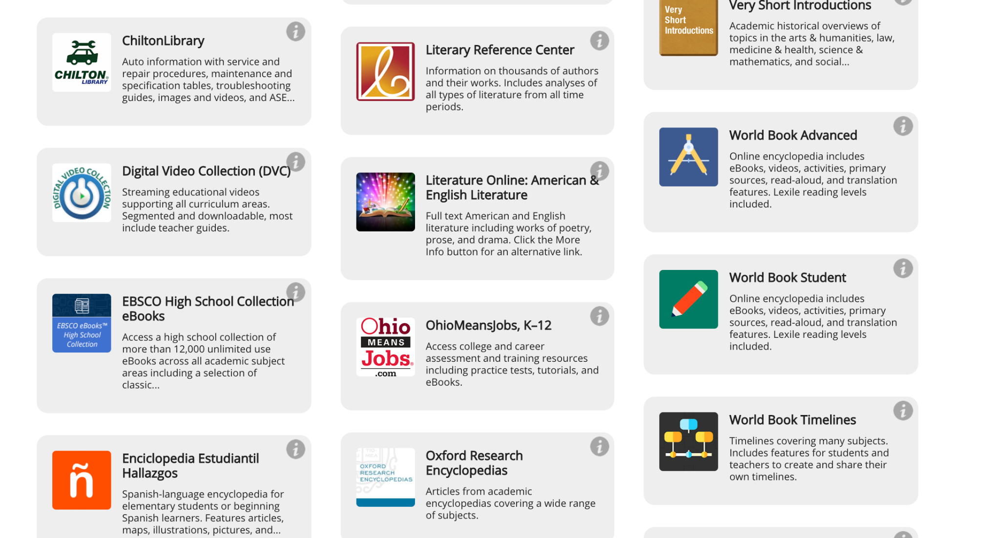 CHILTON®
LIBRARY
ChiltonLibrary
Auto information with service and
repair procedures, maintenance and
specification tables, troubleshooting
guides, images and videos, and ASE...
DIGITAL VIDEO COLLECTION
Digital Video Collection (DVC)
Streaming educational videos
supporting all curriculum areas.
Segmented and downloadable, most
include teacher guides.
EBSCO eBooks™
High School
Collection
EBSCO High School Collection
eBooks
Access a high school collection of
more than 12,000 unlimited use
eBooks across all academic subject
areas including a selection of
classic...
ñ
Enciclopedia Estudiantil
Hallazgos
Spanish-language encyclopedia for
elementary students or beginning
Spanish learners. Features articles,
maps, illustrations, pictures, and...
Literary Reference Center
Information on thousands of authors
and their works. Includes analyses of
all types of literature from all time
periods.
Literature Online: American &
English Literature
Full text American and English
literature including works of poetry,
prose, and drama. Click the More
Info button for an alternative link.
Ohio
MEANS
Jobs®
.com
OhioMeansJobs, K–12
Access college and career
assessment and training resources
including practice tests, tutorials, and
eBooks.
OXFORD
RESEARCH
ENCYCLOPEDIAS
Oxford Research
Encyclopedias
Articles from academic
encyclopedias covering a wide range
of subjects.
Very
Short
Introductions
Very Short Introductions
Academic historical overviews of
topics in the arts & humanities, law,
medicine & health, science &
mathematics, and social...
World Book Advanced
Online encyclopedia includes
eBooks, videos, activities, primary
sources, read-aloud, and translation
features. Lexile reading levels
included.
World Book Student
Online encyclopedia includes
eBooks, videos, activities, primary
sources, read-aloud, and translation
features. Lexile reading levels
included.
World Book Timelines
Timelines covering many subjects.
Includes features for students and
teachers to create and share their
own timelines.